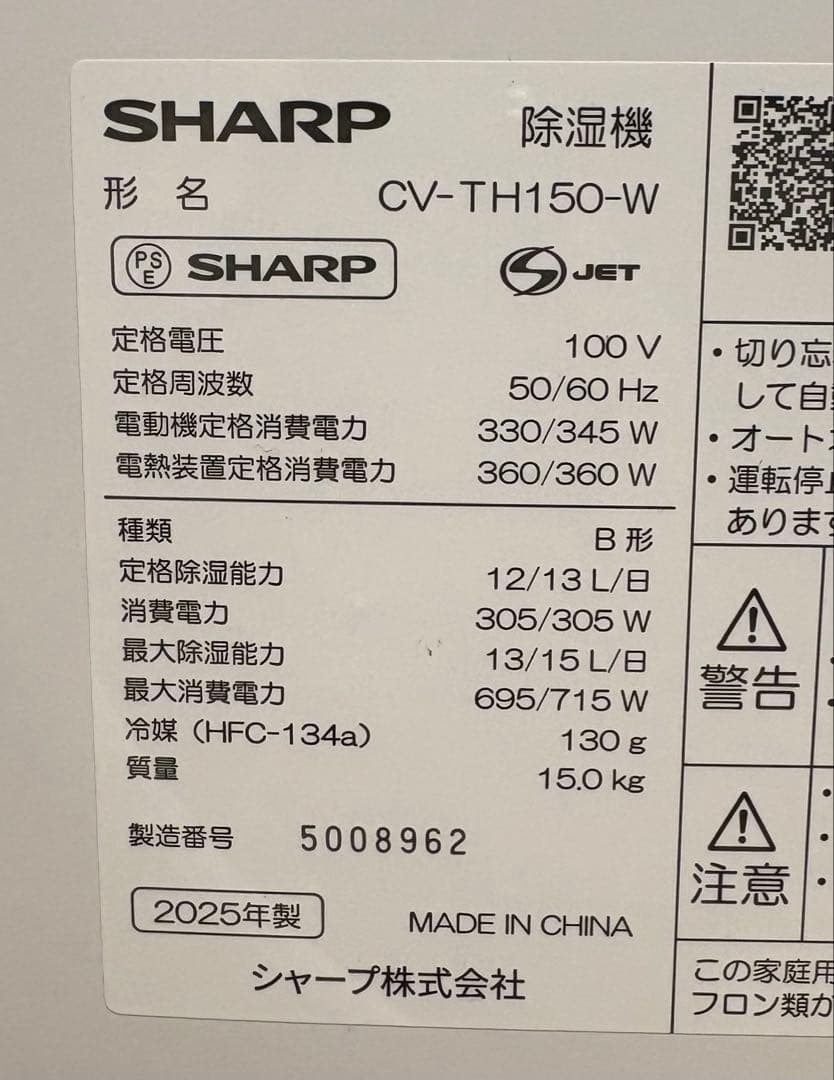 SHARP 除湿機
形 名 CV-TH150-W
PSE SHARP S JET
定格電圧 100 V
定格周波数 50/60 Hz
電動機定格消費電力 330/345 W
電熱装置定格消費電力 360/360 W
種類 B 形
定格除湿能力 12/13 L/日
消費電力 305/305 W
最大除湿能力 13/15 L/日
最大消費電力 695/715 W
冷媒（HFC-134a） 130 g
質量 15.0 kg
製造番号 5008962
2025年製 MADE IN CHINA
シャープ株式会社
・切り忘
して自
・オート
・運転停
あります
警告
注意
この家庭用
フロン類が